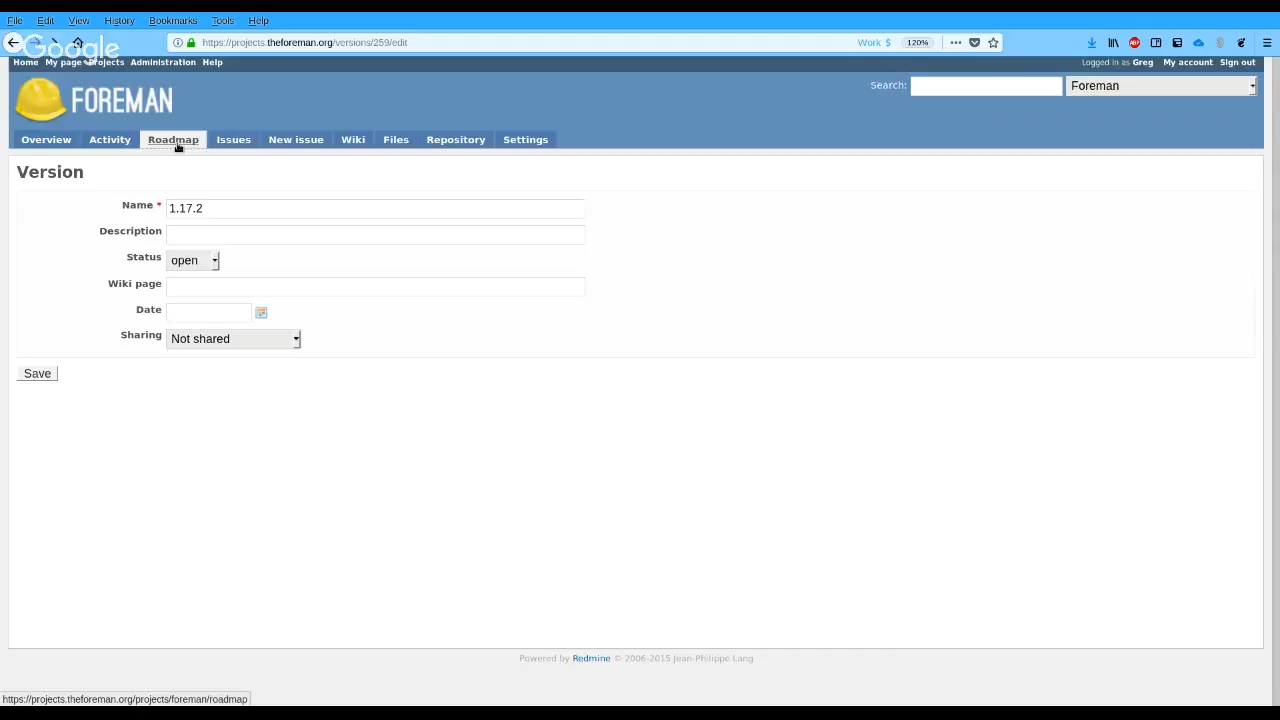 File Edit View History Bookmarks Tools Help
Google
https://projects.theforeman.org/versions/259/edit Work $ 120%
Home My page Projects Administration Help Logged in as Greg My account Sign out
FOREMAN Search: Foreman
Overview Activity Roadmap Issues New issue Wiki Files Repository Settings
Version
Name * 1.17.2
Description
Status open
Wiki page
Date
Sharing Not shared
Save
Powered by Redmine © 2006-2015 Jean-Philippe Lang
https://projects.theforeman.org/projects/foreman/roadmap